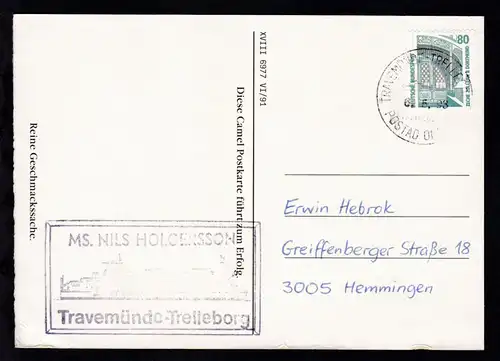 Reine Geschmackssache.
XVIII 6977 VI/91
Diese Camel Postkarte führt zum Erfolg.
80
MS. NILS HOLGERSSON
Travemünde-Trelleborg
Erwin Hebrok
Greiffenberger Straße 18
3005 Hemmingen